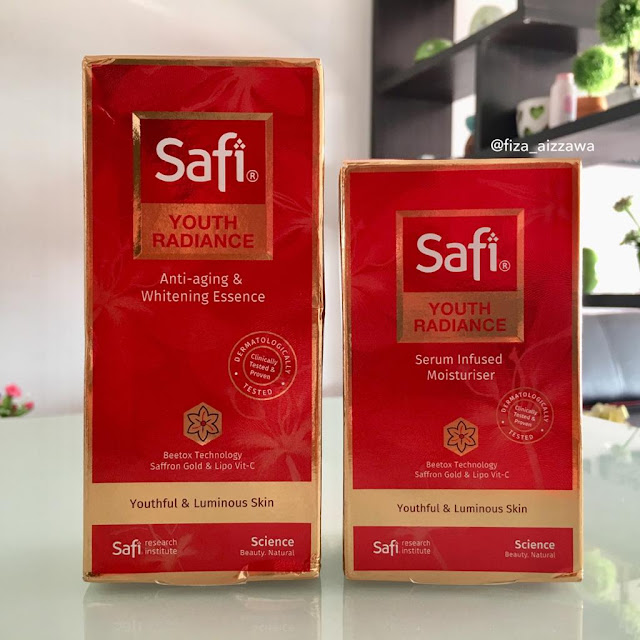 @fiza_aizzawa
Safi®
YOUTH
RADIANCE
Anti-aging &
Whitening Essence
DERMATOLOGICALLY
Clinically
Tested &
Proven
TESTED
Beetox Technology
Saffron Gold & Lipo Vit-C
Youthful & Luminous Skin
Safi research
institute
Science
Beauty. Natural
Safi®
YOUTH
RADIANCE
Serum Infused
Moisturiser
DERMATOLOGICALLY
Clinically
Tested &
Proven
TESTED
Beetox Technology
Saffron Gold & Lipo Vit-C
Youthful & Luminous Skin
Safi research
institute
Science
Beauty. Natural